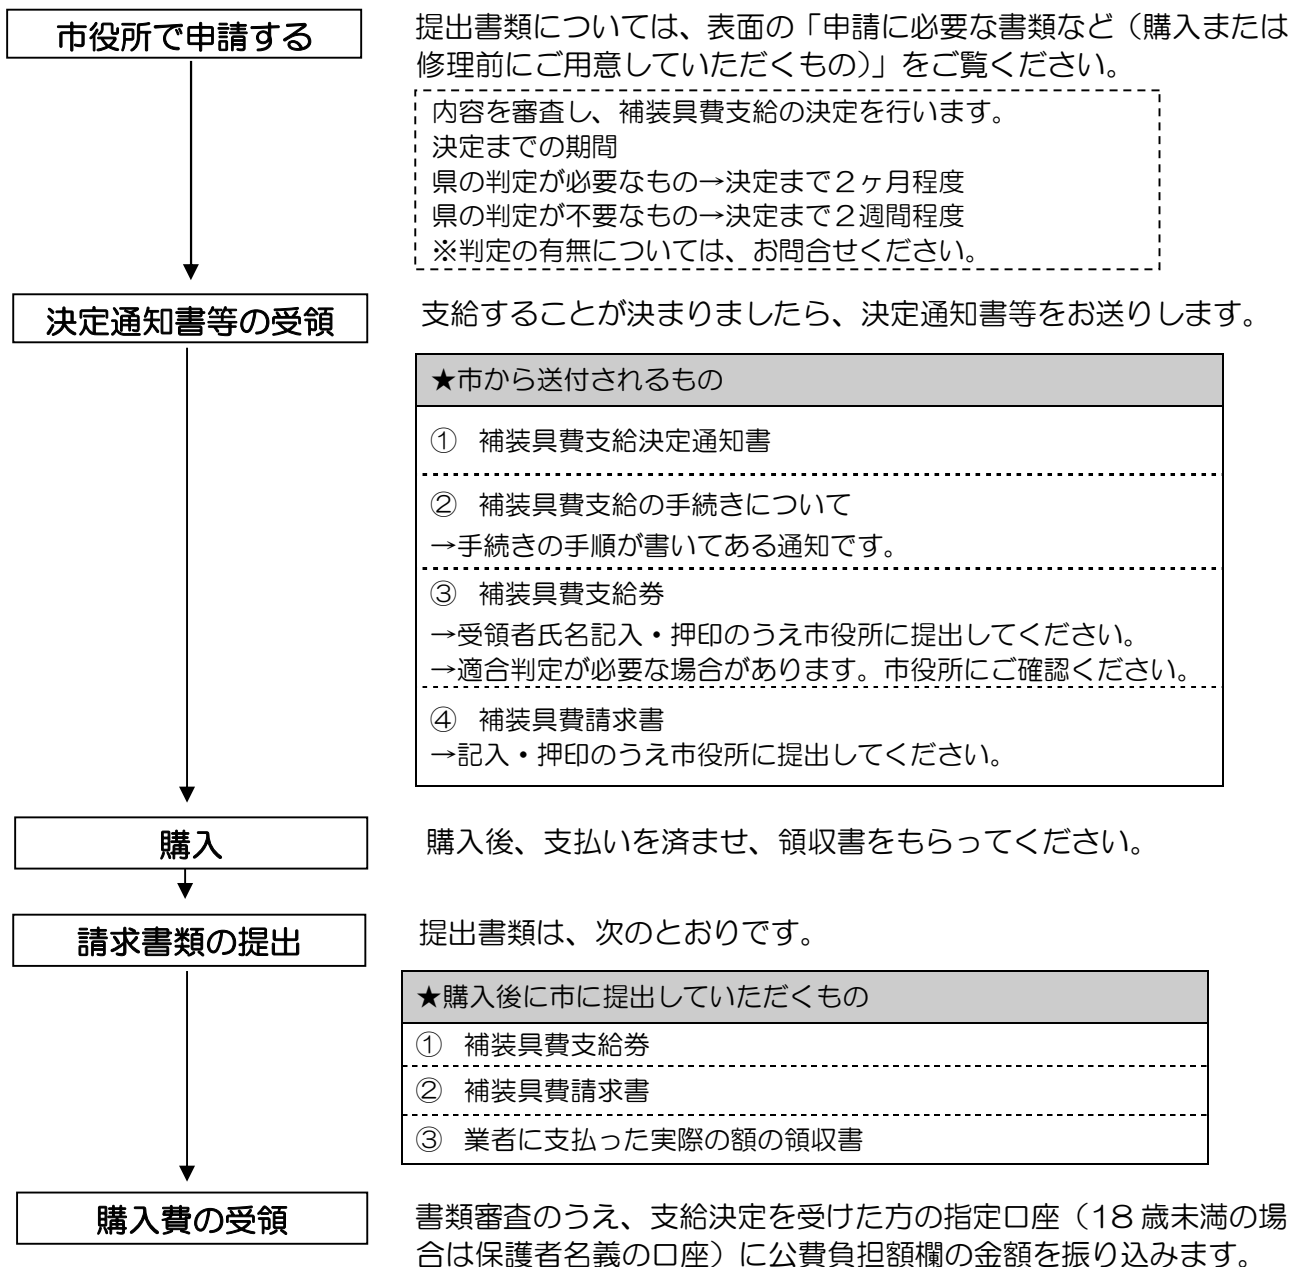 市役所で申請する
提出書類については、表面の「申請に必要な書類など（購入または
修理前にご用意していただくもの）」をご覧ください。
内容を審査し、補装具費支給の決定を行います。
決定までの期間
県の判定が必要なもの→決定まで２ヶ月程度
県の判定が不要なもの→決定まで２週間程度
※判定の有無については、お問合せください。
決定通知書等の受領
支給することが決まりましたら、決定通知書等をお送りします。
★市から送付されるもの
① 補装具費支給決定通知書
② 補装具費支給の手続きについて
→手続きの手順が書いてある通知です。
③ 補装具費支給券
→受領者氏名記入・押印のうえ市役所に提出してください。
→適合判定が必要な場合があります。市役所にご確認ください。
④ 補装具費請求書
→記入・押印のうえ市役所に提出してください。
購入
購入後、支払いを済ませ、領収書をもらってください。
請求書類の提出
提出書類は、次のとおりです。
★購入後に市に提出していただくもの
① 補装具費支給券
② 補装具費請求書
③ 業者に支払った実際の額の領収書
購入費の受領
書類審査のうえ、支給決定を受けた方の指定口座（18 歳未満の場
合は保護者名義の口座）に公費負担額欄の金額を振り込みます。